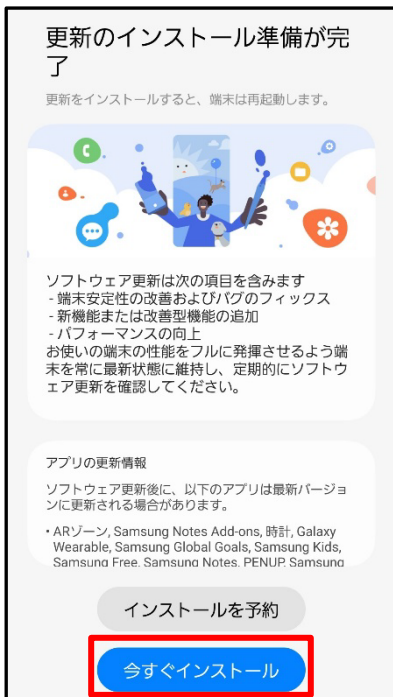 更新のインストール準備が完
了
更新をインストールすると、端末は再起動します。
ソフトウェア更新は次の項目を含みます
- 端末安定性の改善およびバグのフィックス
- 新機能または改善型機能の追加
- パフォーマンスの向上
お使いの端末の性能をフルに発揮させるよう端
末を常に最新状態に維持し、定期的にソフトウ
ェア更新を確認してください。
アプリの更新情報
ソフトウェア更新後に、以下のアプリは最新バージョ
ンに更新される場合があります。
• ARゾーン, Samsung Notes Add-ons, 時計, Galaxy
Wearable, Samsung Global Goals, Samsung Kids,
Samsung Free, Samsung Notes, PENUP, Samsung
インストールを予約
今すぐインストール